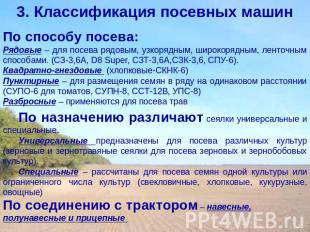 3. Классификация посевных машин
По способу посева:
Рядовые – для посева рядовым, узкорядным, широкорядным, ленточным
способами. (СЗ-3,6А, D8 Super, СЗТ-3,6А,СЗК-3,6, СПУ-6).
Квадратно-гнездовые (хлопковые-СКНК-6)
Пунктирные – для размещения семян в ряду в одинаковом расстоянии
(СУПО-6 для томатов, СУПН-8, ССТ-12В, УПС-8)
Разбросные – применяются для посева трав
По назначению различают сеялки универсальные и
специальные.
Универсальные предназначены для посева различных культур
(зерновые и зернотравяные сеялки для посева зерновых и зернобобовых
культур).
Специальные – рассчитаны для посева семян одной культуры или
ограниченного числа культур (свекловичные, хлопковые, кукурузные,
овощные)
По соединению с трактором – навесные,
полунавесные и прицепные
PPt4WEB.ru